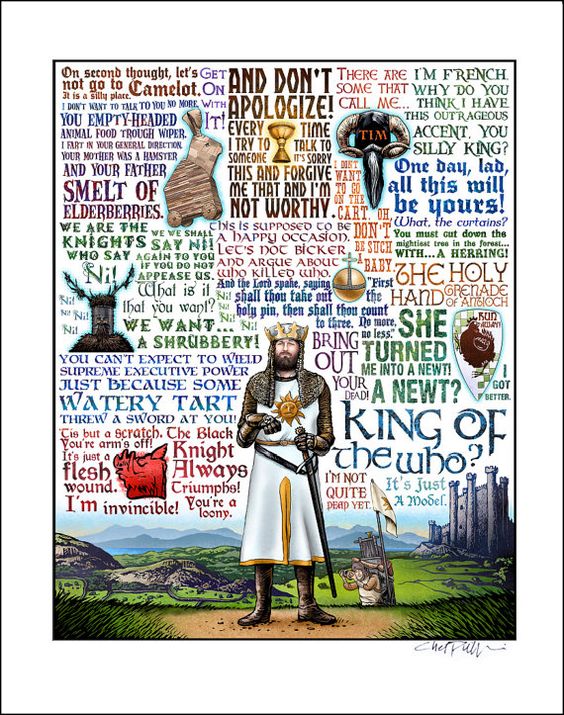 On second thought, let's
not go to Camelot.
It is a silly place.
I don't want to talk to you no more,
you empty-headed
animal food trough wiper.
I fart in your general direction.
Your mother was a hamster
and your father
smelt of
elderberries.
Get
On
With
It!
AND DON'T
APOLOGIZE!
EVERY TIME
I TRY TO TALK TO
SOMEONE IT'S SORRY
THIS AND FORGIVE
ME THAT AND I'M
NOT WORTHY.
There are
some that
call me...
TIM
I'm French.
Why do you
think I have
this outrageous
accent, you
silly king?
I DON'T
WANT
TO GO
ON THE
CART. OH,
DON'T
BE SUCH
A BABY.
One day, lad,
all this will
be yours!
What, the curtains?
You must cut down the
mightiest tree in the forest...
with...a herring!
We are the
Knights
who say
Ni!
We shall
say Ni!
again to you
if you do not
appease us.
Ni!
Ni!
Ni!
Ni!
Ni!
Ni!
Ni!
What is it
that you want?
We want...
a shrubbery!
This is supposed to be
a happy occasion.
Let's not bicker
and argue about
who killed who.
And the Lord spake, saying "First
shall thou take out the
holy pin, then shall thou count
to three. No more,
no less."
The Holy
Hand Grenade
of Antioch
BRING
OUT
YOUR
DEAD!
SHE
TURNED
ME INTO A NEWT!
A NEWT?
I
GOT
BETTER.
RUN
AWAY!
You can't expect to wield
supreme executive power
just because some
watery tart
threw a sword at you!
'Tis but a scratch.
You're arm's off!
It's just a
flesh
wound.
I'm invincible!
The Black
Knight
Always
Triumphs!
You're a
loony.
King of
the who?
I'M NOT
QUITE
DEAD YET.
It's Just
A Model.